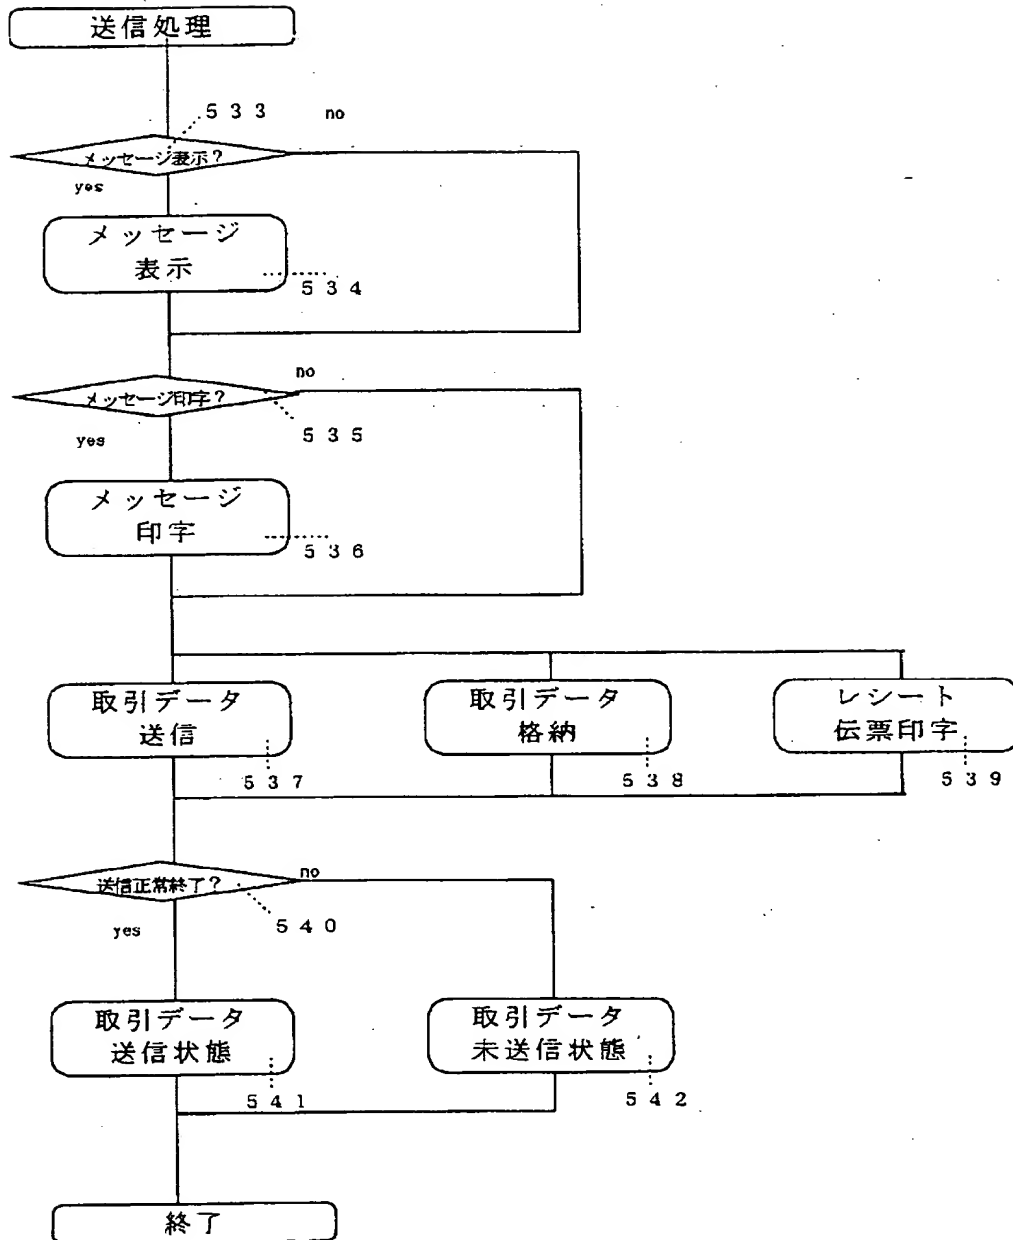 送信処理
533
no
メッセージ表示?
yes
メッセージ
表示
534
no
メッセージ印字?
535
yes
メッセージ
印字
536
取引データ
送信
537
取引データ
格納
538
レシート
伝票印字
539
送信正常終了?
no
540
yes
取引データ
送信状態
541
取引データ
未送信状態
542
終了